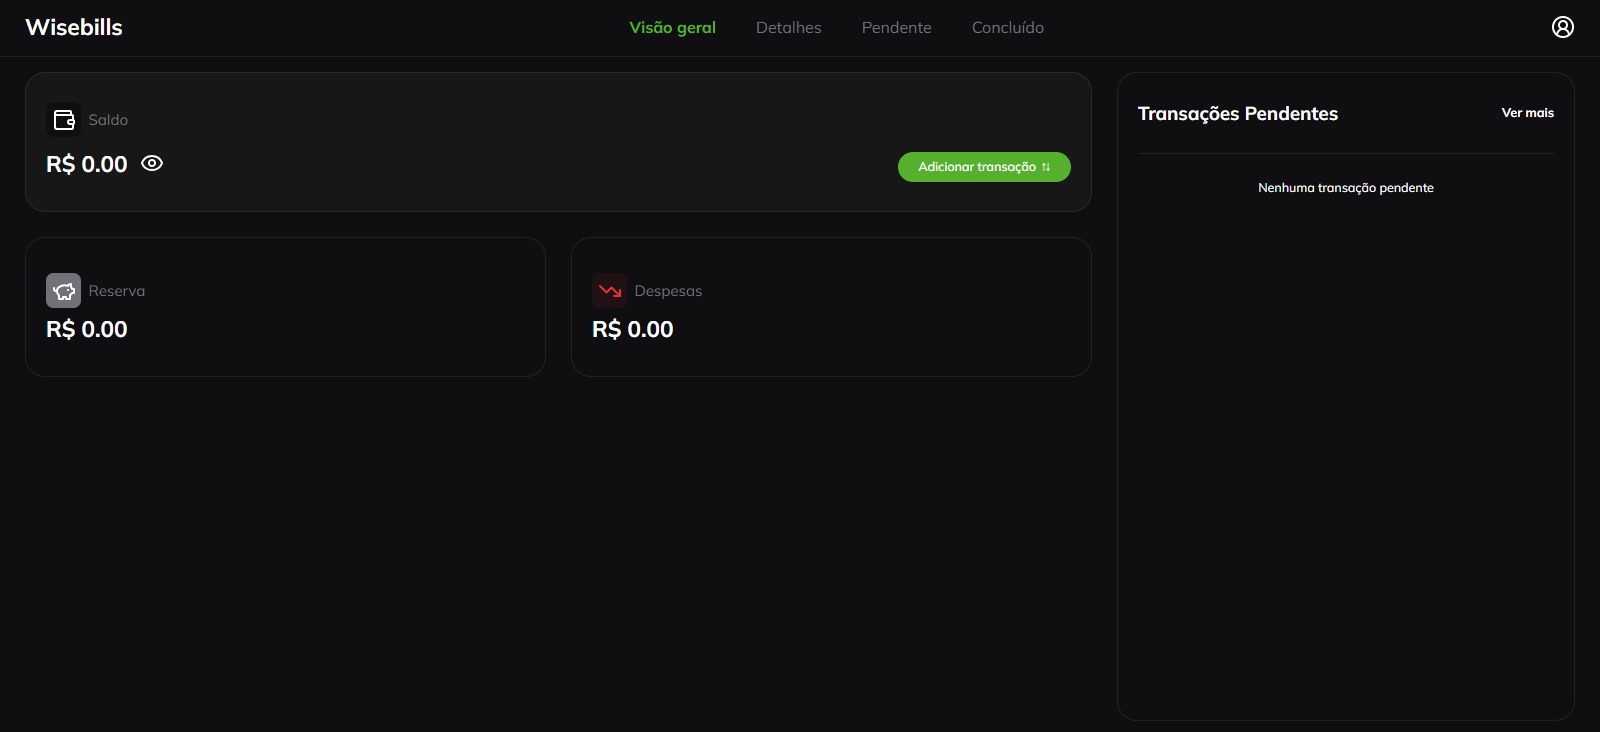 Wisebills
Visão geral
Detalhes
Pendente
Concluído
Saldo
R$ 0.00
Adicionar transação
Reserva
R$ 0.00
Despesas
R$ 0.00
Transações Pendentes
Ver mais
Nenhuma transação pendente